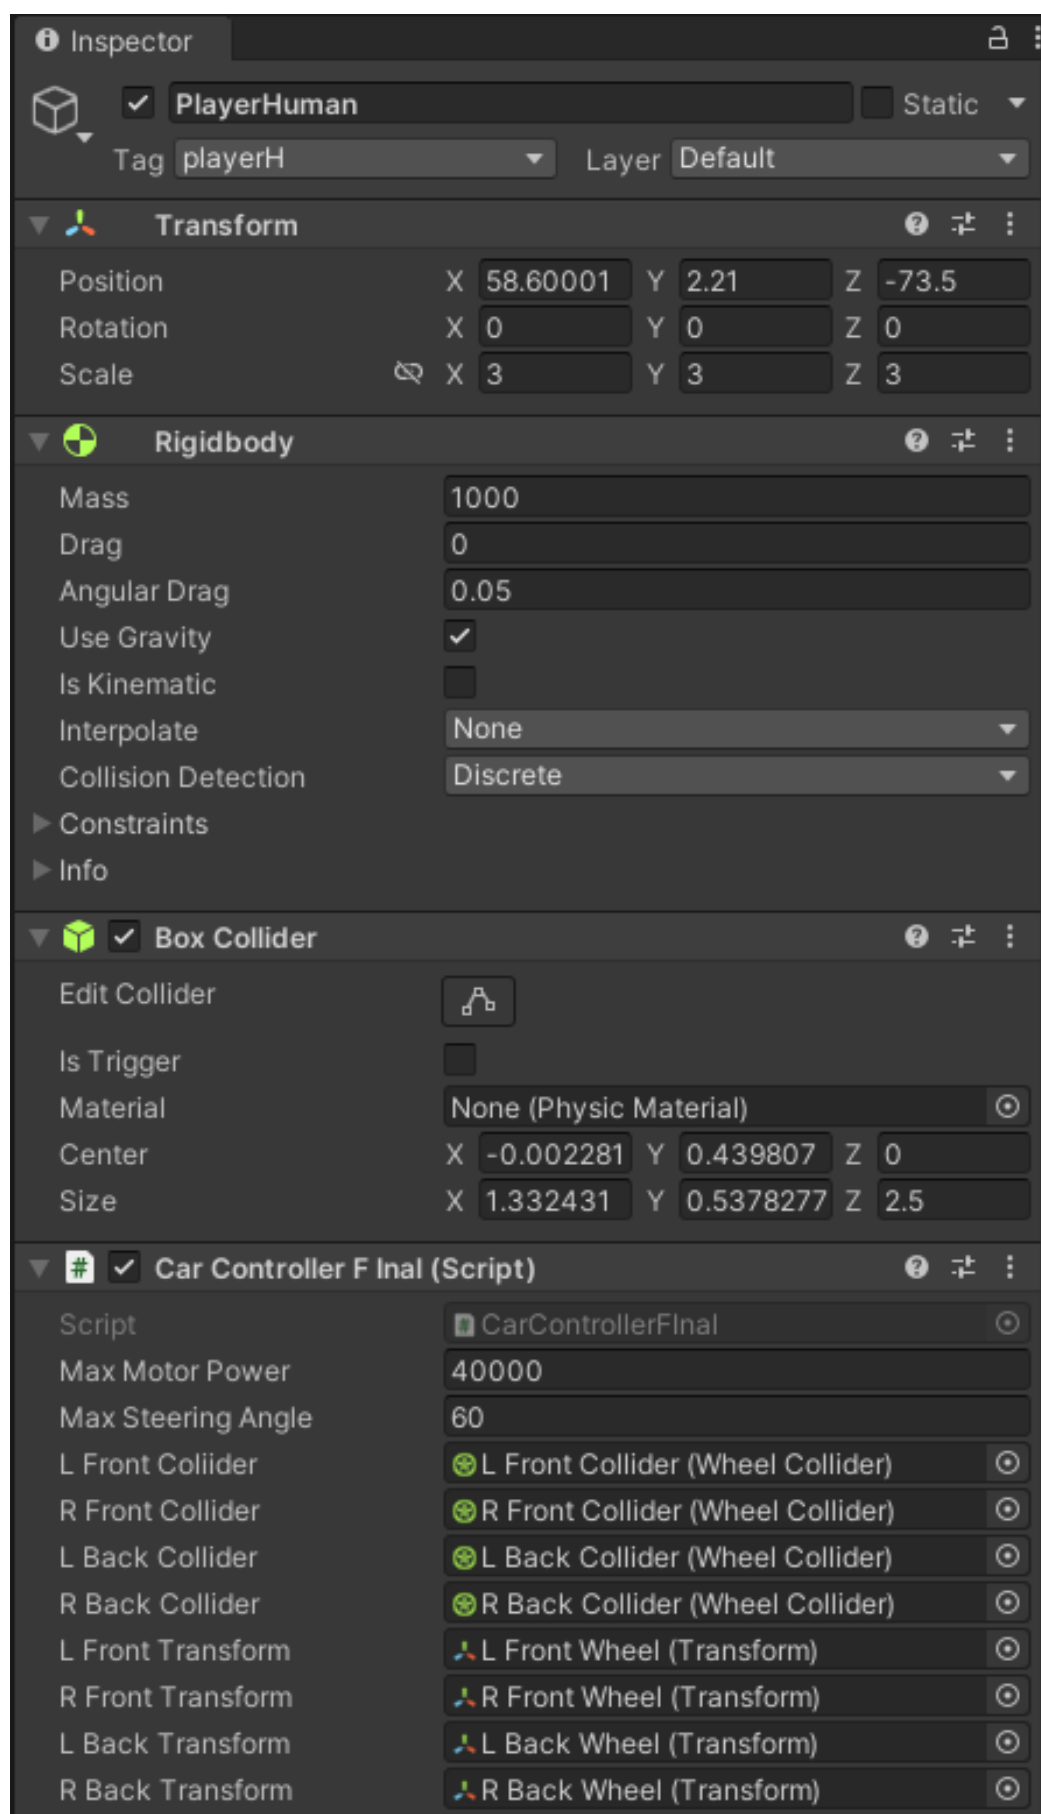 Inspector
PlayerHuman Static
Tag playerH Layer Default
Transform
Position X 58.60001 Y 2.21 Z -73.5
Rotation X 0 Y 0 Z 0
Scale X 3 Y 3 Z 3
Rigidbody
Mass 1000
Drag 0
Angular Drag 0.05
Use Gravity
Is Kinematic
Interpolate None
Collision Detection Discrete
Constraints
Info
Box Collider
Edit Collider
Is Trigger
Material None (Physic Material)
Center X -0.002281 Y 0.439807 Z 0
Size X 1.332431 Y 0.5378277 Z 2.5
# Car Controller F Inal (Script)
Script # CarControllerFInal
Max Motor Power 40000
Max Steering Angle 60
L Front Coliider L Front Collider (Wheel Collider)
R Front Collider R Front Collider (Wheel Collider)
L Back Collider L Back Collider (Wheel Collider)
R Back Collider R Back Collider (Wheel Collider)
L Front Transform L Front Wheel (Transform)
R Front Transform R Front Wheel (Transform)
L Back Transform L Back Wheel (Transform)
R Back Transform R Back Wheel (Transform)